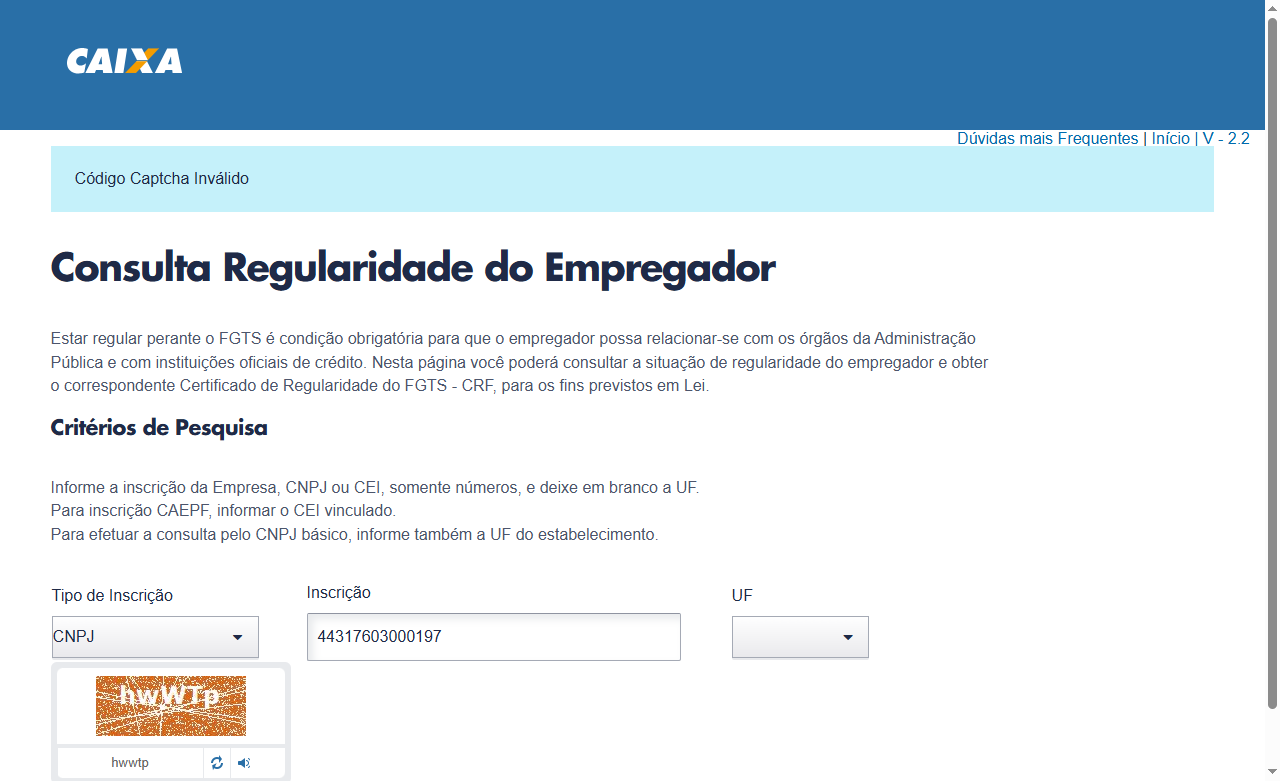 CAIXA
Dúvidas mais Frequentes | Início | V - 2.2
Código Captcha Inválido
Consulta Regularidade do Empregador
Estar regular perante o FGTS é condição obrigatória para que o empregador possa relacionar-se com os órgãos da Administração
Pública e com instituições oficiais de crédito. Nesta página você poderá consultar a situação de regularidade do empregador e obter
o correspondente Certificado de Regularidade do FGTS - CRF, para os fins previstos em Lei.
Critérios de Pesquisa
Informe a inscrição da Empresa, CNPJ ou CEI, somente números, e deixe em branco a UF.
Para inscrição CAEPF, informar o CEI vinculado.
Para efetuar a consulta pelo CNPJ básico, informe também a UF do estabelecimento.
Tipo de Inscrição Inscrição UF
CNPJ 44317603000197
hwWTp
hwwtp